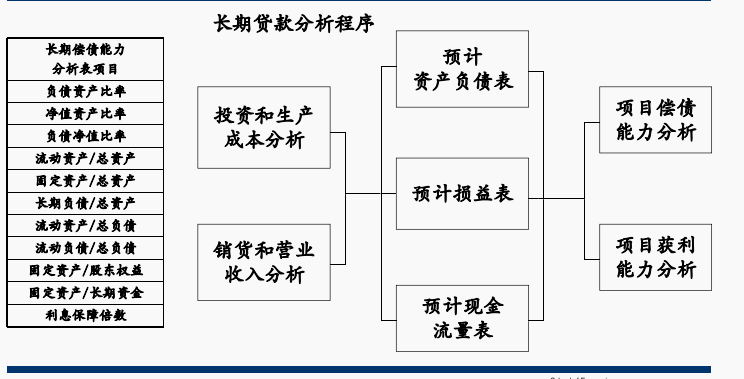 长期贷款分析程序
长期偿债能力
分析表项目
负债资产比率
净值资产比率
负债净值比率
流动资产/总资产
固定资产/总资产
长期负债/总资产
流动资产/总负债
流动负债/总负债
固定资产/股东权益
固定资产/长期资金
利息保障倍数
投资和生产
成本分析
销货和营业
收入分析
预计
资产负债表
预计损益表
预计现金
流量表
项目偿债
能力分析
项目获利
能力分析